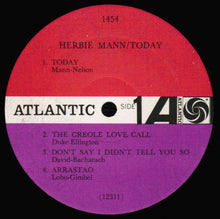 1454
HERBIE MANN/TODAY
1. TODAY
Mann-Nelson
ATLANTIC SIDE 1 A ATLANTIC
2. THE CREOLE LOVE CALL
Duke Ellington
3. DON'T SAY I DIDN'T TELL YOU SO
David-Bacharach
4. ARRASTAO
Lobo-Gimbel
(12311)